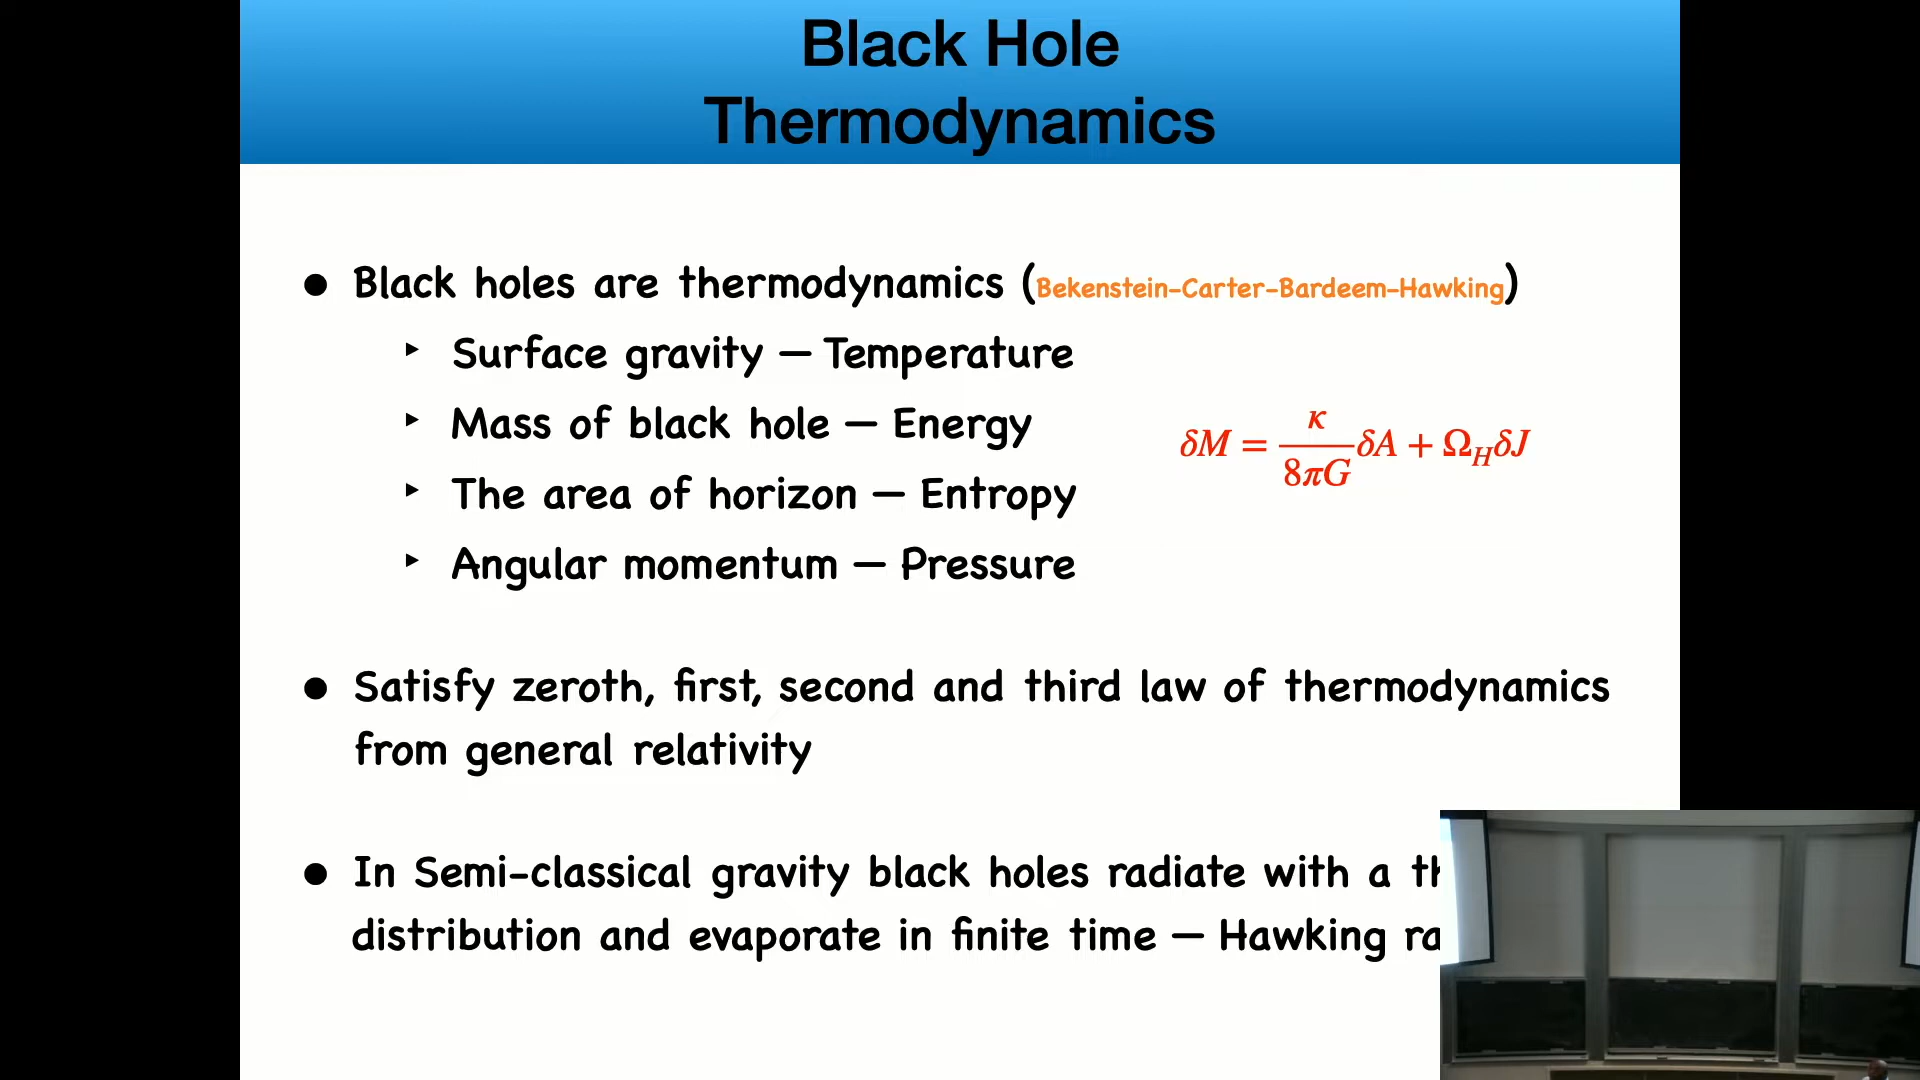 Black Hole
Thermodynamics
● Black holes are thermodynamics (Bekenstein-Carter-Bardeem-Hawking)
‣ Surface gravity — Temperature
‣ Mass of black hole — Energy
‣ The area of horizon — Entropy
‣ Angular momentum — Pressure
δM = κ/8πG δA + Ω_H δJ
● Satisfy zeroth, first, second and third law of thermodynamics
from general relativity
● In Semi-classical gravity black holes radiate with a
distribution and evaporate in finite time — Hawking